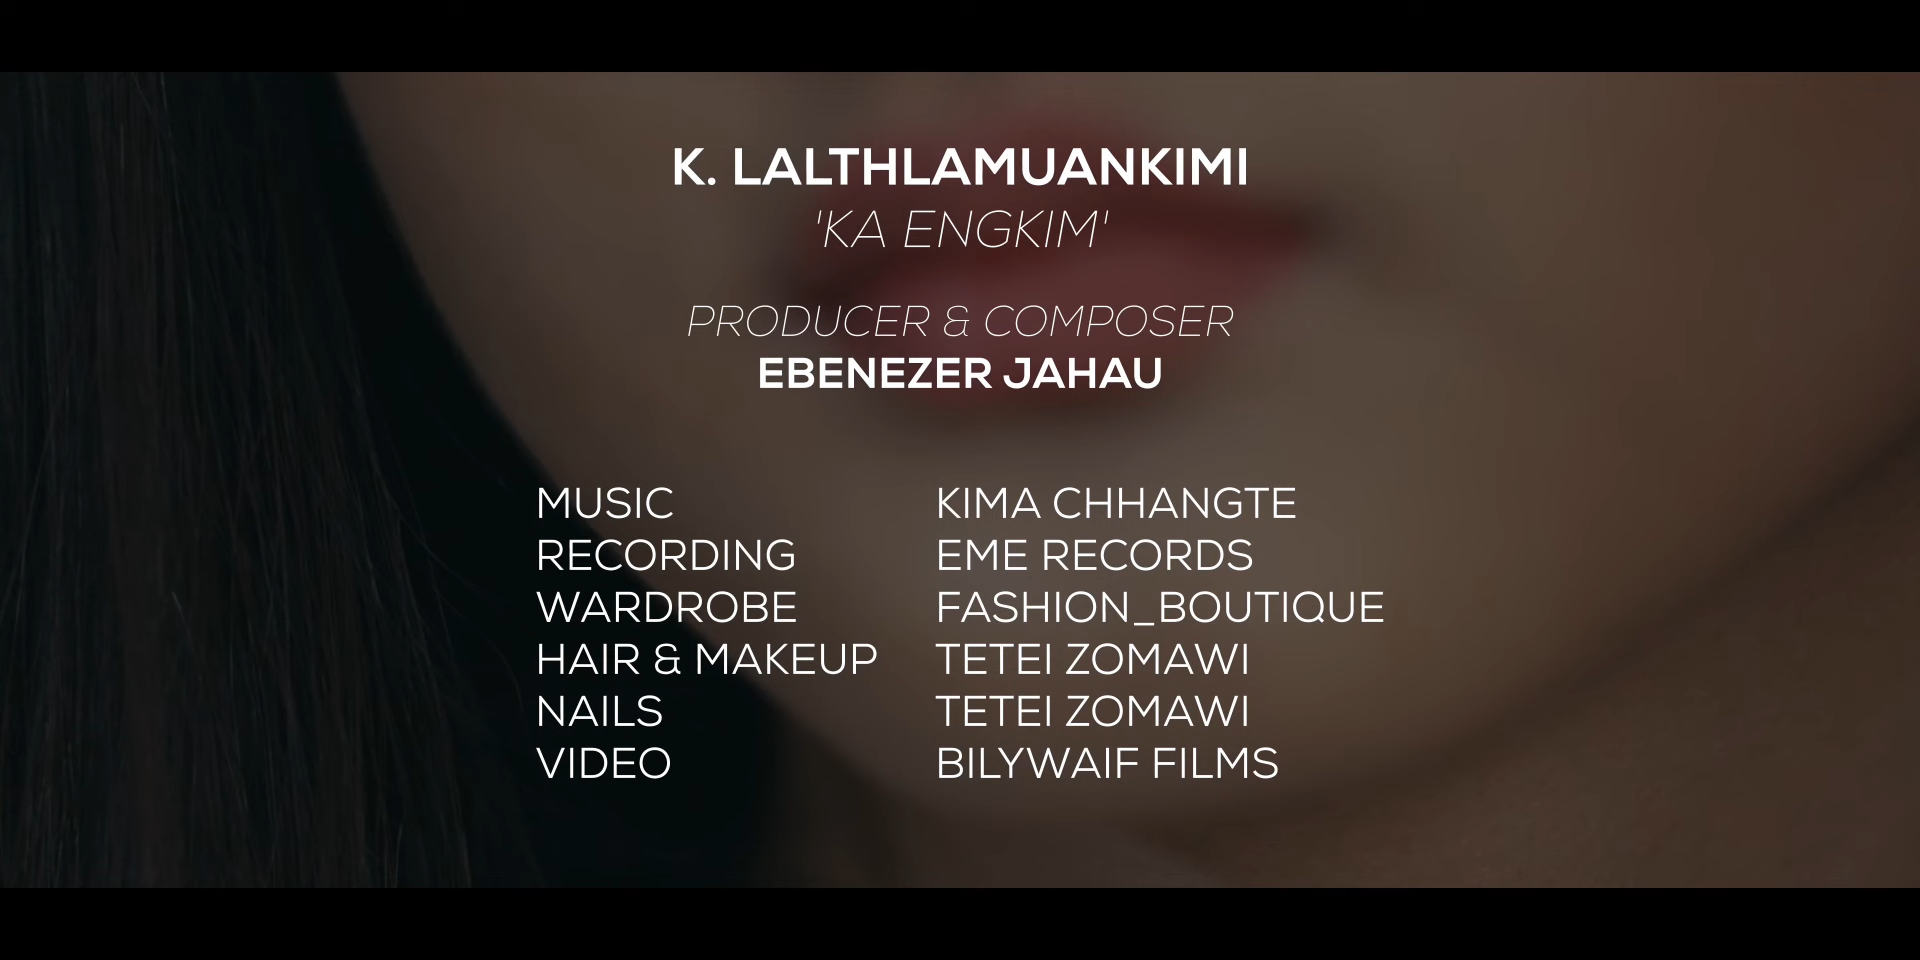 K. LALTHLAMUANKIMI
'KA ENGKIM'
PRODUCER & COMPOSER
EBENEZER JAHAU
MUSIC KIMA CHHANGTE
RECORDING EME RECORDS
WARDROBE FASHION_BOUTIQUE
HAIR & MAKEUP TETEI ZOMAWI
NAILS TETEI ZOMAWI
VIDEO BILYWAIF FILMS